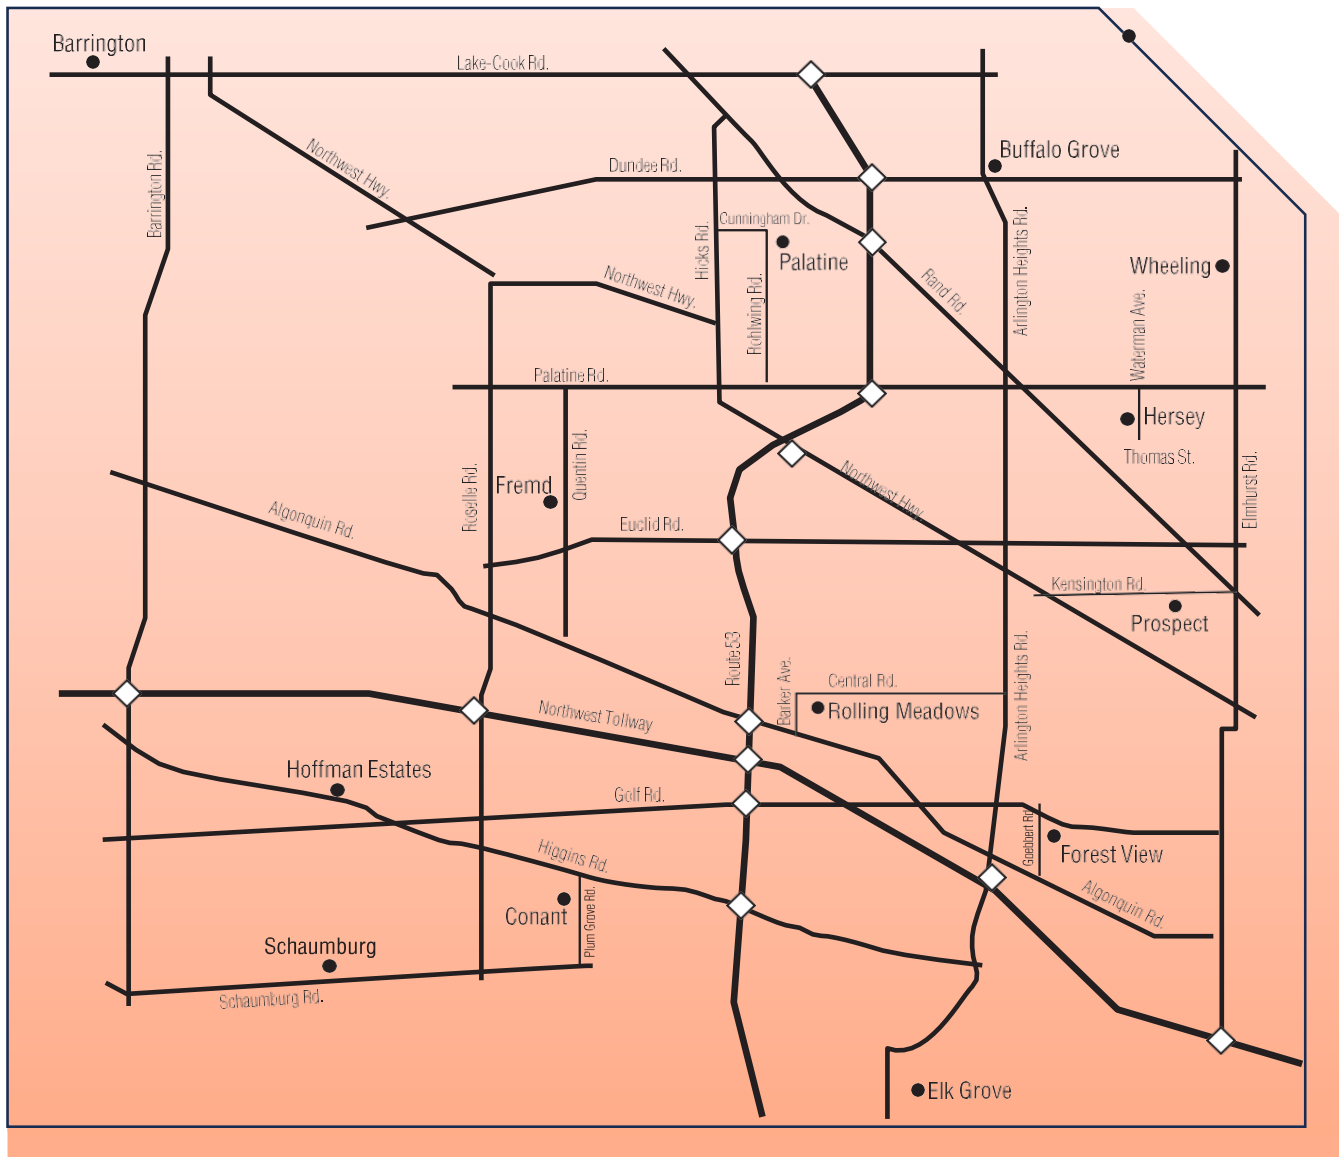 Barrington
Lake-Cook Rd.
Buffalo Grove
Northwest Hwy.
Dundee Rd.
Barrington Rd.
Cunningham Dr.
Hicks Rd.
Palatine
Arlington Heights Rd.
Wheeling
Rand Rd.
Northwest Hwy.
Rohlwing Rd.
Waterman Ave.
Palatine Rd.
Hersey
Thomas St.
Quentin Rd.
Roselle Rd.
Fremd
Northwest Hwy.
Elmhurst Rd.
Algonquin Rd.
Euclid Rd.
Kensington Rd.
Prospect
Route 53
Barker Ave.
Central Rd.
Rolling Meadows
Arlington Heights Rd.
Northwest Tollway
Hoffman Estates
Golf Rd.
Goebbert Rd.
Forest View
Higgins Rd.
Algonquin Rd.
Conant
Plum Grove Rd.
Schaumburg
Schaumburg Rd.
Elk Grove